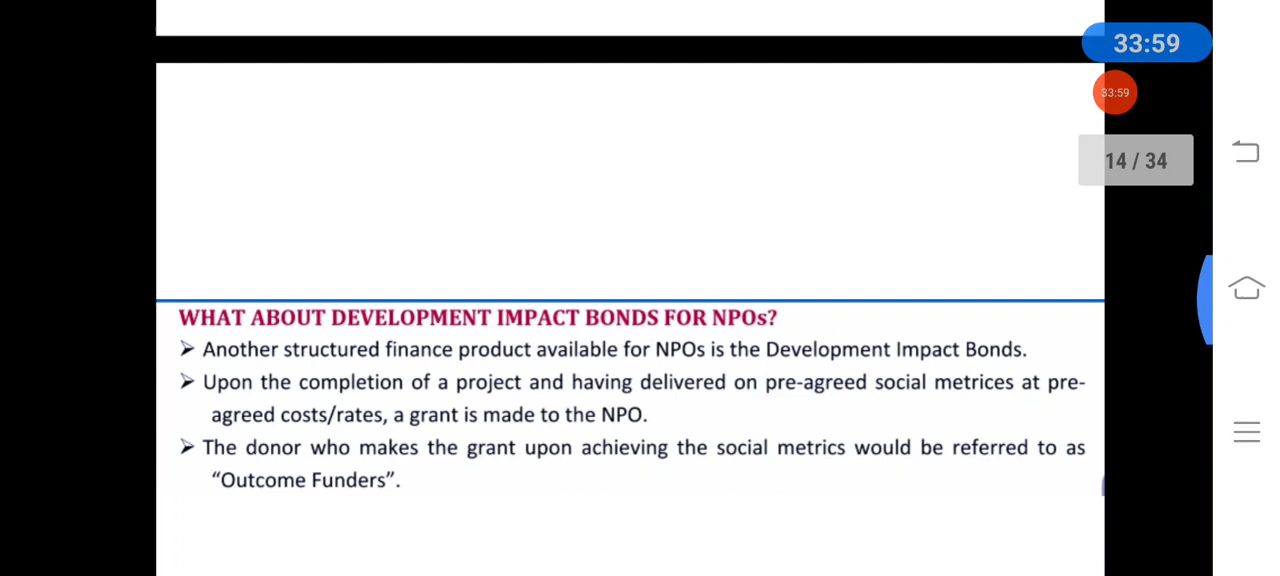 33:59
33:59
14 / 34
WHAT ABOUT DEVELOPMENT IMPACT BONDS FOR NPOs?
➢ Another structured finance product available for NPOs is the Development Impact Bonds.
➢ Upon the completion of a project and having delivered on pre-agreed social metrices at pre-
agreed costs/rates, a grant is made to the NPO.
➢ The donor who makes the grant upon achieving the social metrics would be referred to as
“Outcome Funders”.